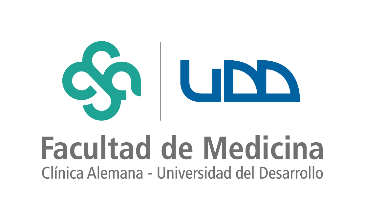 UDD
Facultad de Medicina
Clínica Alemana - Universidad del Desarrollo